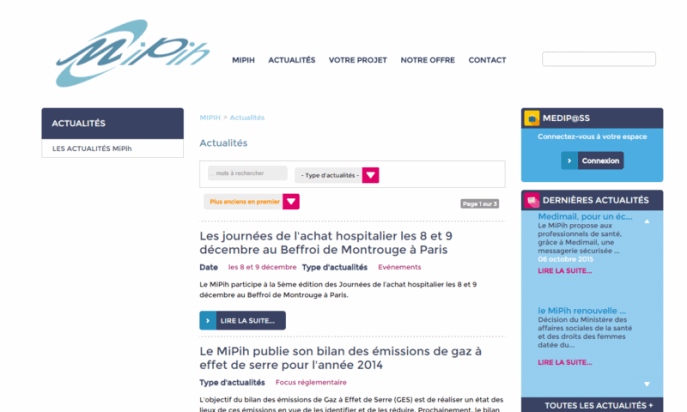 MiPih
MIPIH ACTUALITÉS VOTRE PROJET NOTRE OFFRE CONTACT
ACTUALITÉS
LES ACTUALITÉS MiPih
MIPIH > Actualités
Actualités
... mots à rechercher
- Type d'actualités -
Plus anciens en premier
Page 1 sur 3
Les journées de l'achat hospitalier les 8 et 9
décembre au Beffroi de Montrouge à Paris
Date les 8 et 9 décembre Type d'actualités Evénements
Le MiPih participe à la 5ème édition des Journées de l'achat hospitalier les 8 et 9
décembre au Beffroi de Montrouge à Paris.
LIRE LA SUITE...
Le MiPih publie son bilan des émissions de gaz à
effet de serre pour l'année 2014
Type d'actualités Focus réglementaire
L'objectif du bilan des émissions de Gaz à Effet de Serre (GES) est de réaliser un état des
lieux de ces émissions en vue de les identifier et de les réduire. Prochainement, le bilan
MEDIP@SS
Connectez-vous à votre espace
Connexion
DERNIÈRES ACTUALITÉS
Medimail, pour un éc...
Le MiPih propose aux
professionnels de santé,
grâce à Medimail, une
messagerie sécurisée ...
06 octobre 2015
LIRE LA SUITE...
le MiPih renouvelle ...
Décision du Ministère des
affaires sociales de la santé
et des droits des femmes
datée du...
LIRE LA SUITE...
TOUTES LES ACTUALITÉS +